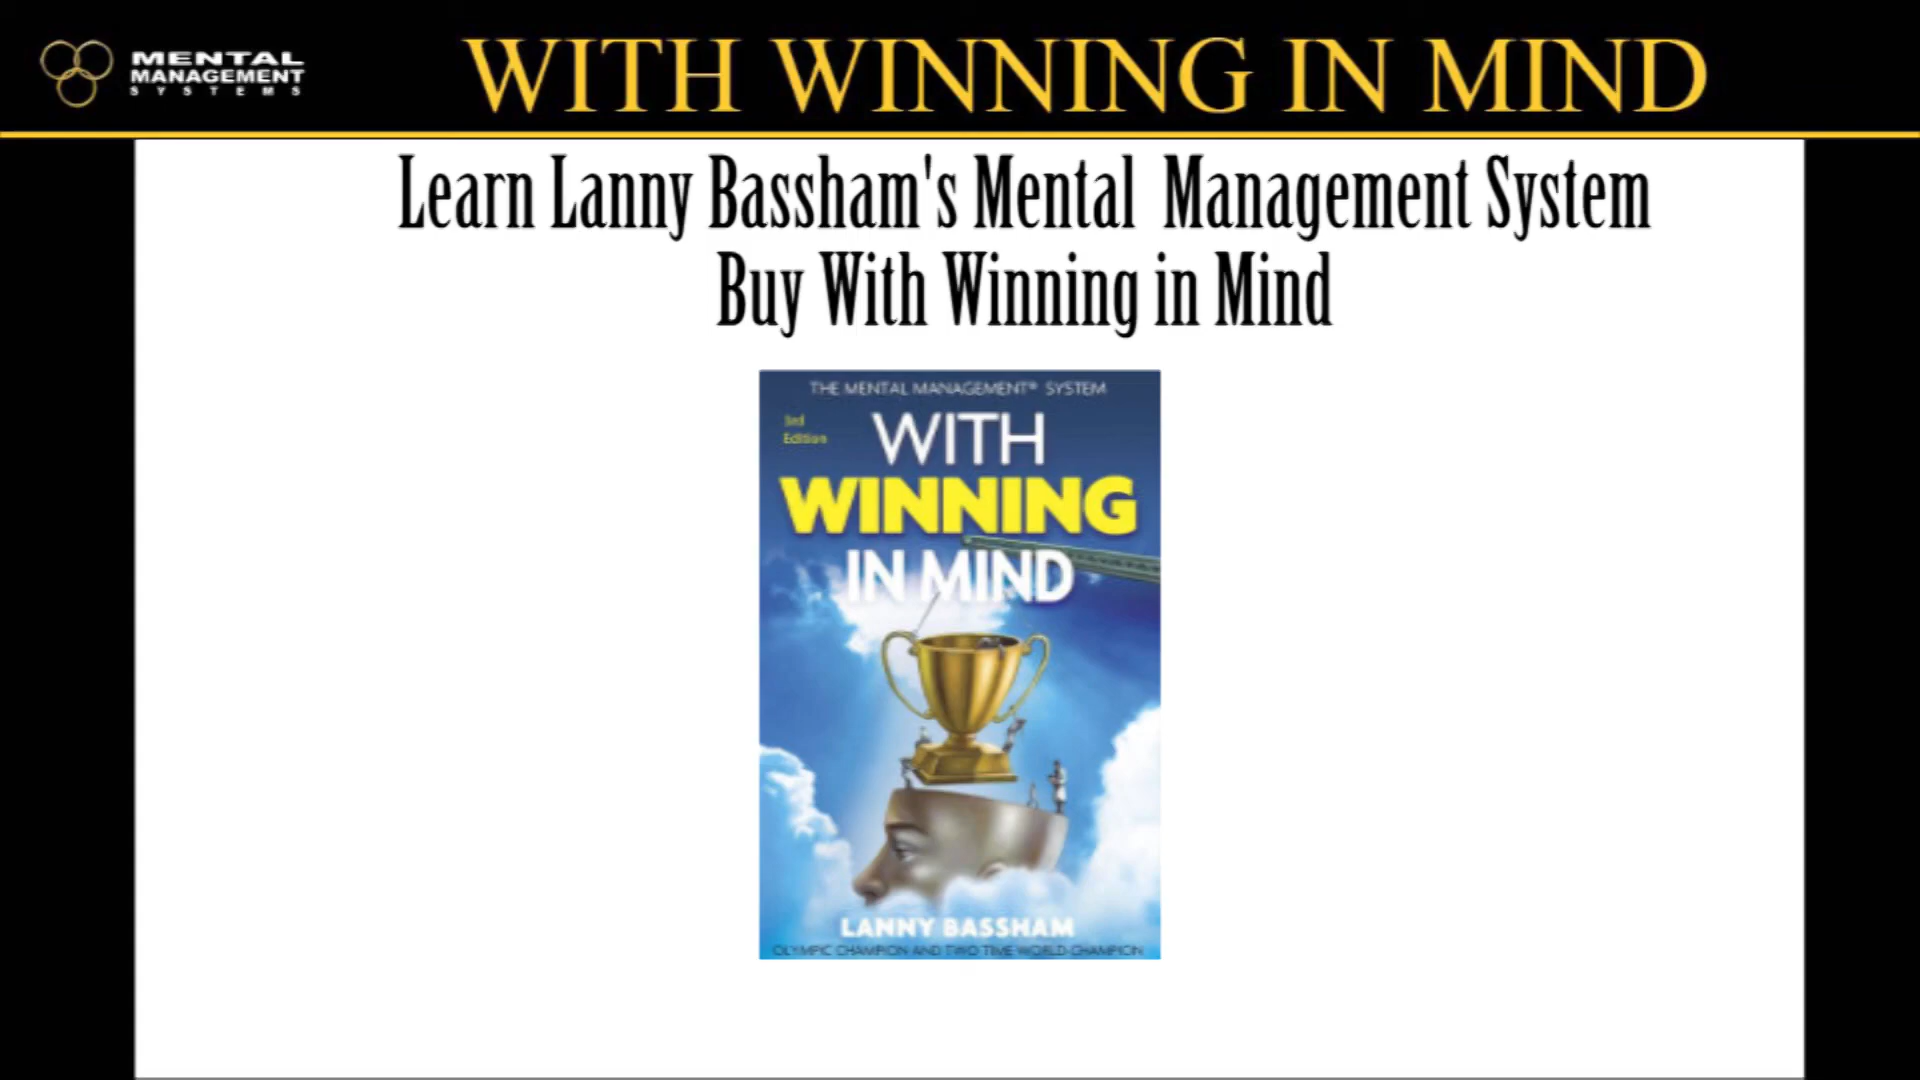 MENTAL
MANAGEMENT
SYSTEMS
WITH WINNING IN MIND
Learn Lanny Bassham's Mental Management System
Buy With Winning in Mind
THE MENTAL MANAGEMENT® SYSTEM
3rd
Edition
WITH
WINNING
IN MIND
LANNY BASSHAM
OLYMPIC CHAMPION AND TWO TIME WORLD CHAMPION